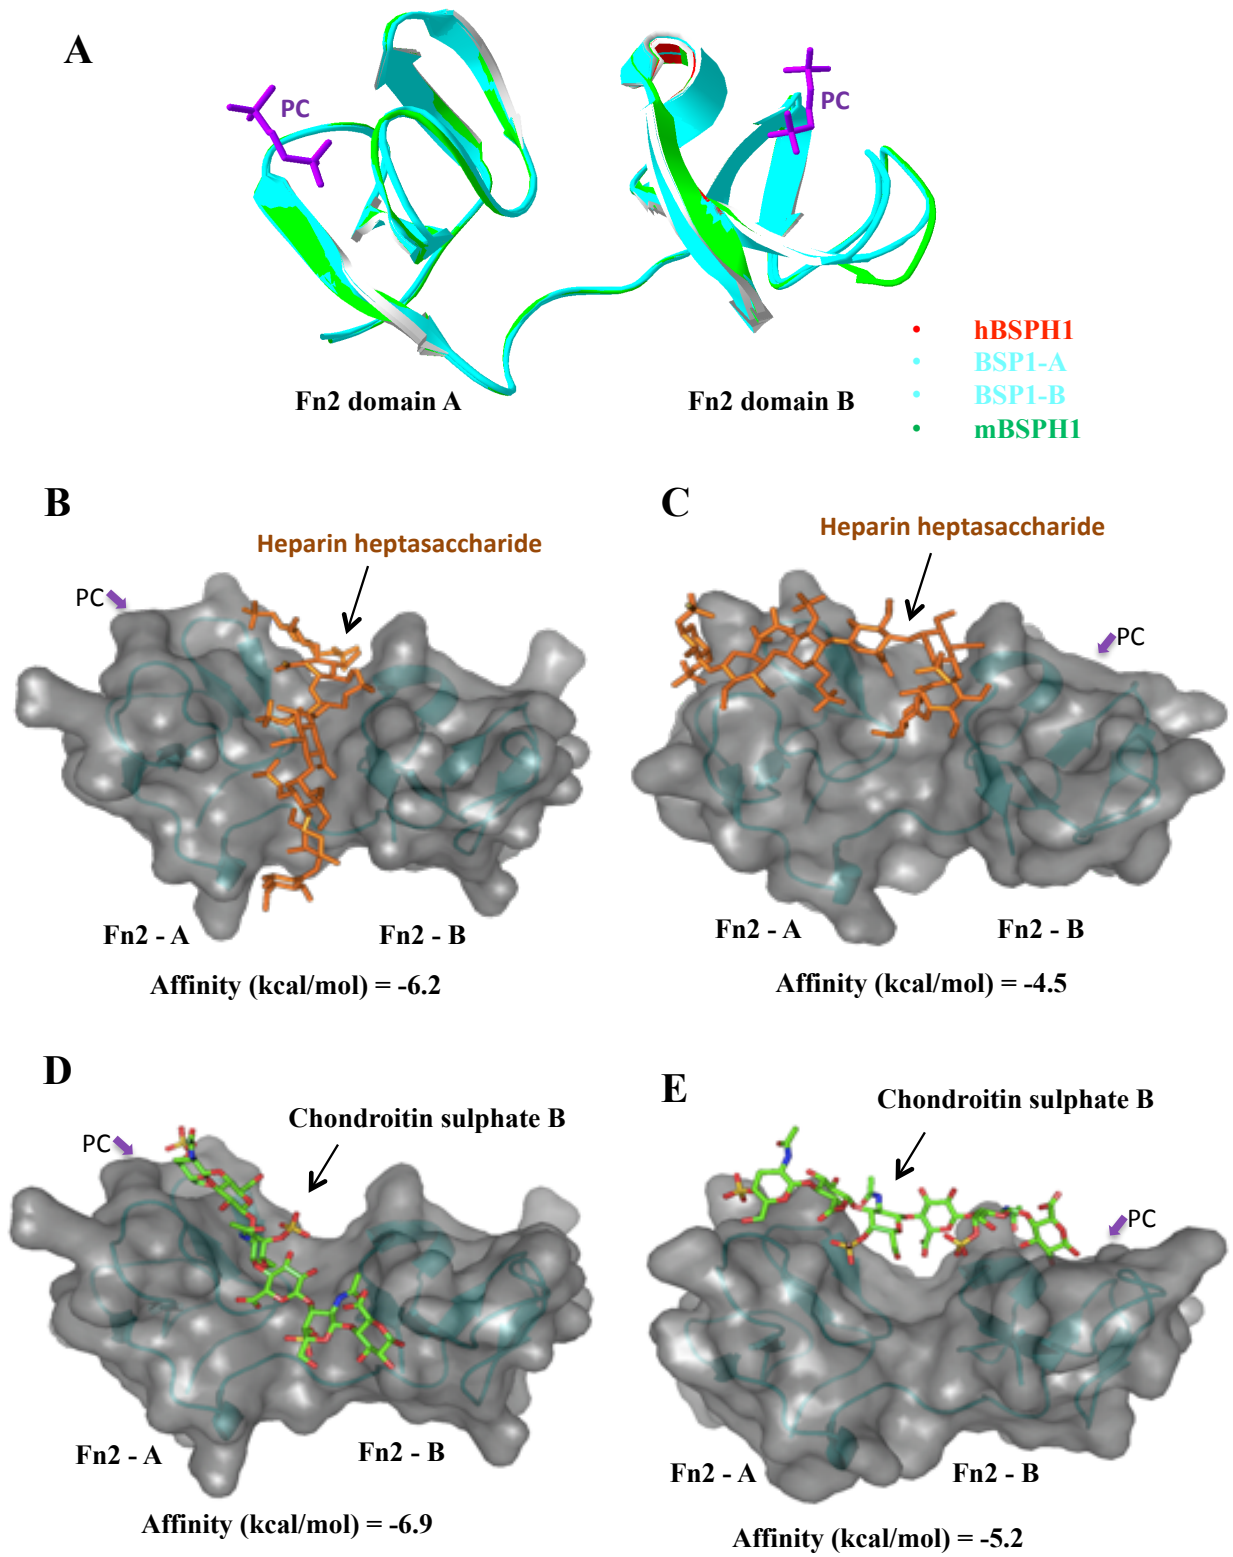 A
PC
PC
Fn2 domain A
Fn2 domain B
• hBSPH1
• BSP1-A
• BSP1-B
• mBSPH1
B
Heparin heptasaccharide
PC
Fn2 - A
Fn2 - B
Affinity (kcal/mol) = -6.2
C
Heparin heptasaccharide
PC
Fn2 - A
Fn2 - B
Affinity (kcal/mol) = -4.5
D
Chondroitin sulphate B
PC
Fn2 - A
Fn2 - B
Affinity (kcal/mol) = -6.9
E
Chondroitin sulphate B
PC
Fn2 - A
Fn2 - B
Affinity (kcal/mol) = -5.2